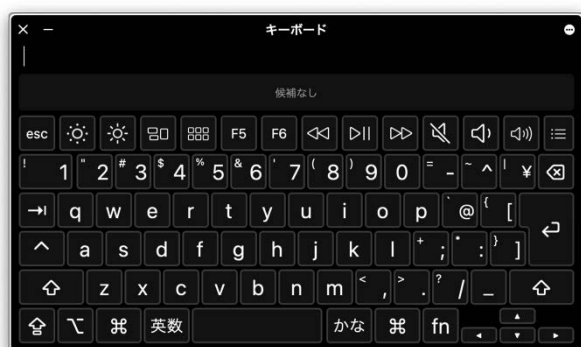 キーボード
候補なし
esc F5 F6
! 1 " 2 # 3 $ 4 % 5 & 6 ' 7 ( 8 ) 9 0 = - ~ ^ | ¥
q w e r t y u i o p ` @ { [
a s d f g h j k l + ; * : } ]
z x c v b n m < , > . ? / _
英数 かな fn